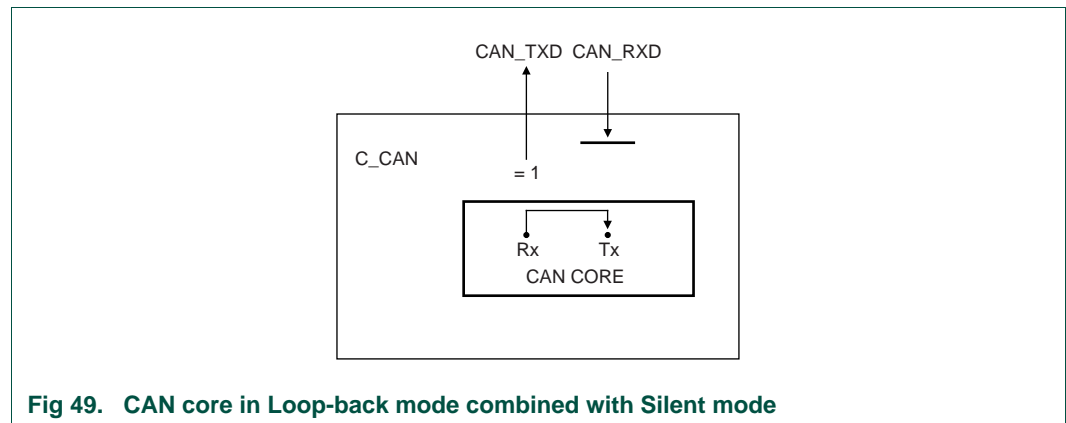 CAN_TXD CAN_RXD
C_CAN
= 1
Rx Tx
CAN CORE
Fig 49. CAN core in Loop-back mode combined with Silent mode